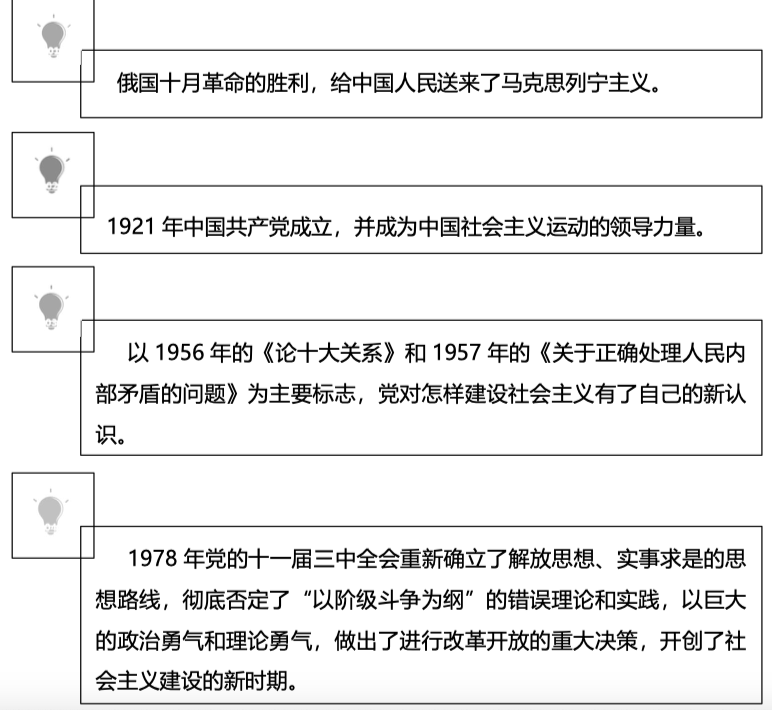 俄国十月革命的胜利，给中国人民送来了马克思列宁主义。
1921 年中国共产党成立，并成为中国社会主义运动的领导力量。
以 1956 年的《论十大关系》和 1957 年的《关于正确处理人民内
部矛盾的问题》为主要标志，党对怎样建设社会主义有了自己的新认
识。
1978 年党的十一届三中全会重新确立了解放思想、实事求是的思
想路线，彻底否定了“以阶级斗争为纲”的错误理论和实践，以巨大
的政治勇气和理论勇气，做出了进行改革开放的重大决策，开创了社
会主义建设的新时期。